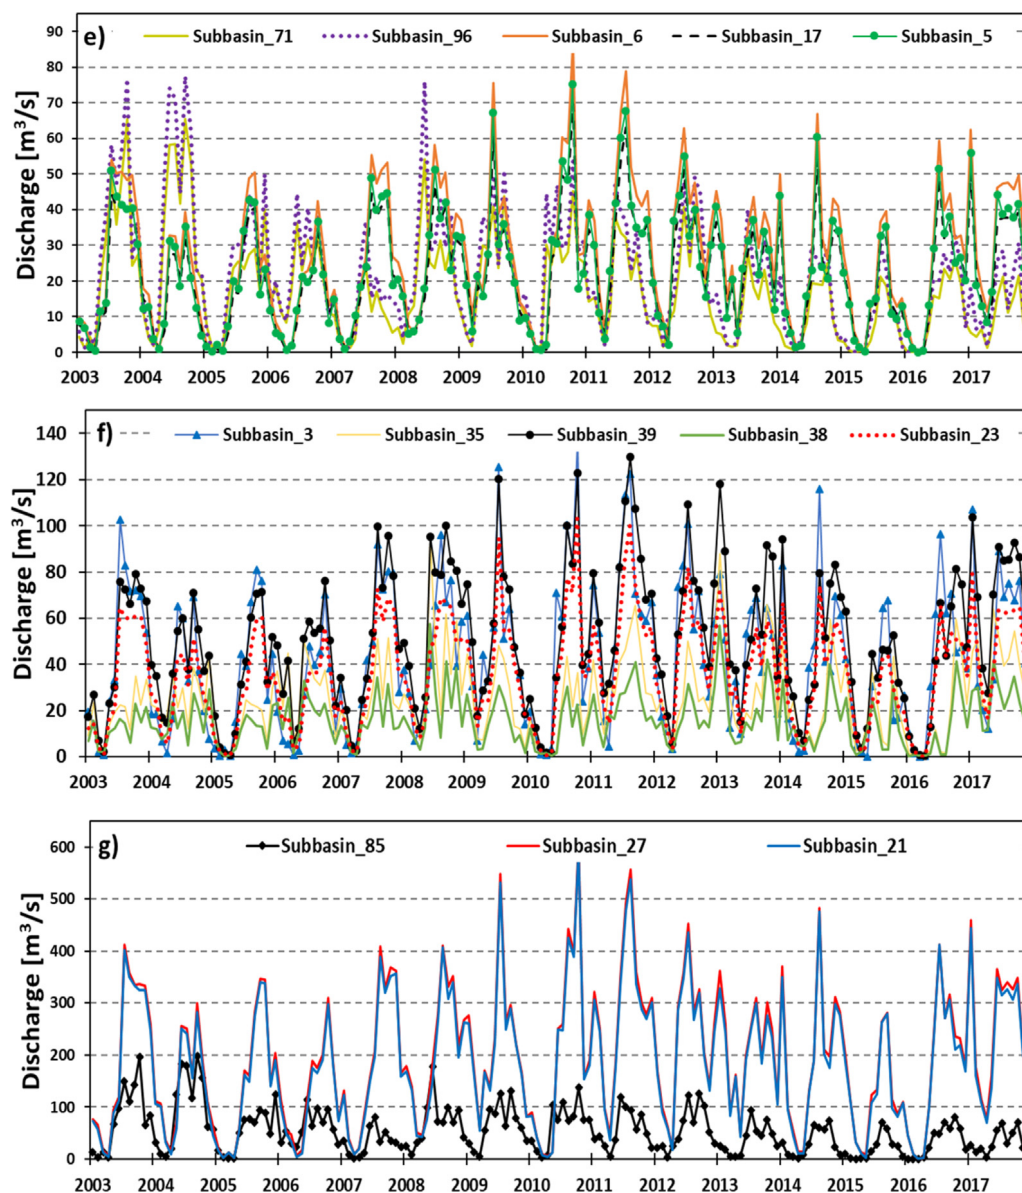 e) Subbasin_71 Subbasin_96 Subbasin_6 Subbasin_17 Subbasin_5
Discharge [m³/s]
90
80
70
60
50
40
30
20
10
0
2003 2004 2005 2006 2007 2008 2009 2010 2011 2012 2013 2014 2015 2016 2017
f) Subbasin_3 Subbasin_35 Subbasin_39 Subbasin_38 Subbasin_23
Discharge [m³/s]
140
120
100
80
60
40
20
0
2003 2004 2005 2006 2007 2008 2009 2010 2011 2012 2013 2014 2015 2016 2017
g) Subbasin_85 Subbasin_27 Subbasin_21
Discharge [m³/s]
600
500
400
300
200
100
0
2003 2004 2005 2006 2007 2008 2009 2010 2011 2012 2013 2014 2015 2016 2017